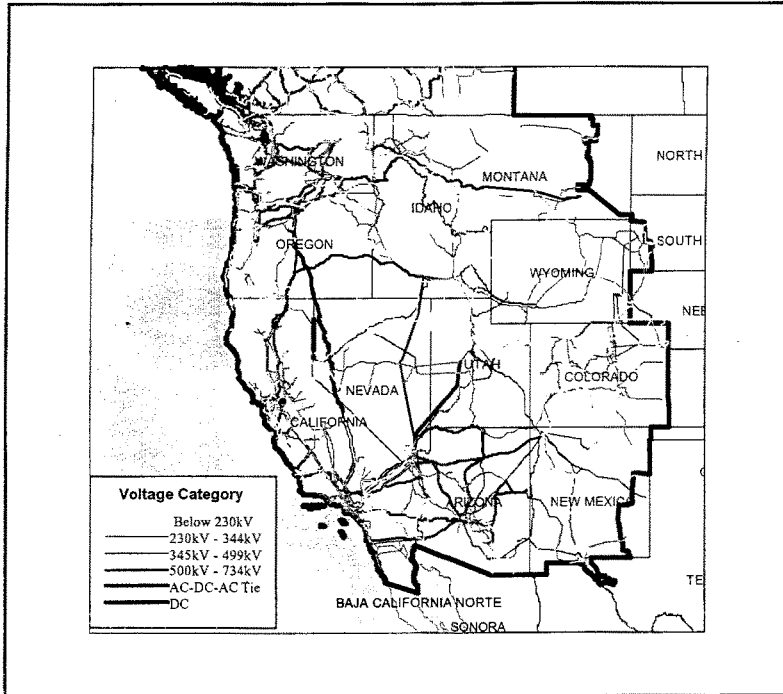 WASHINGTON
MONTANA
NORTH
IDAHO
OREGON
SOUTH
WYOMING
NEE
UTAH
COLORADO
NEVADA
CALIFORNIA
ARIZONA
NEW MEXICO
TE
BAJA CALIFORNIA NORTE
SONORA
Voltage Category
Below 230kV
230kV - 344kV
345kV - 499kV
500kV - 734kV
AC-DC-AC Tie
DC